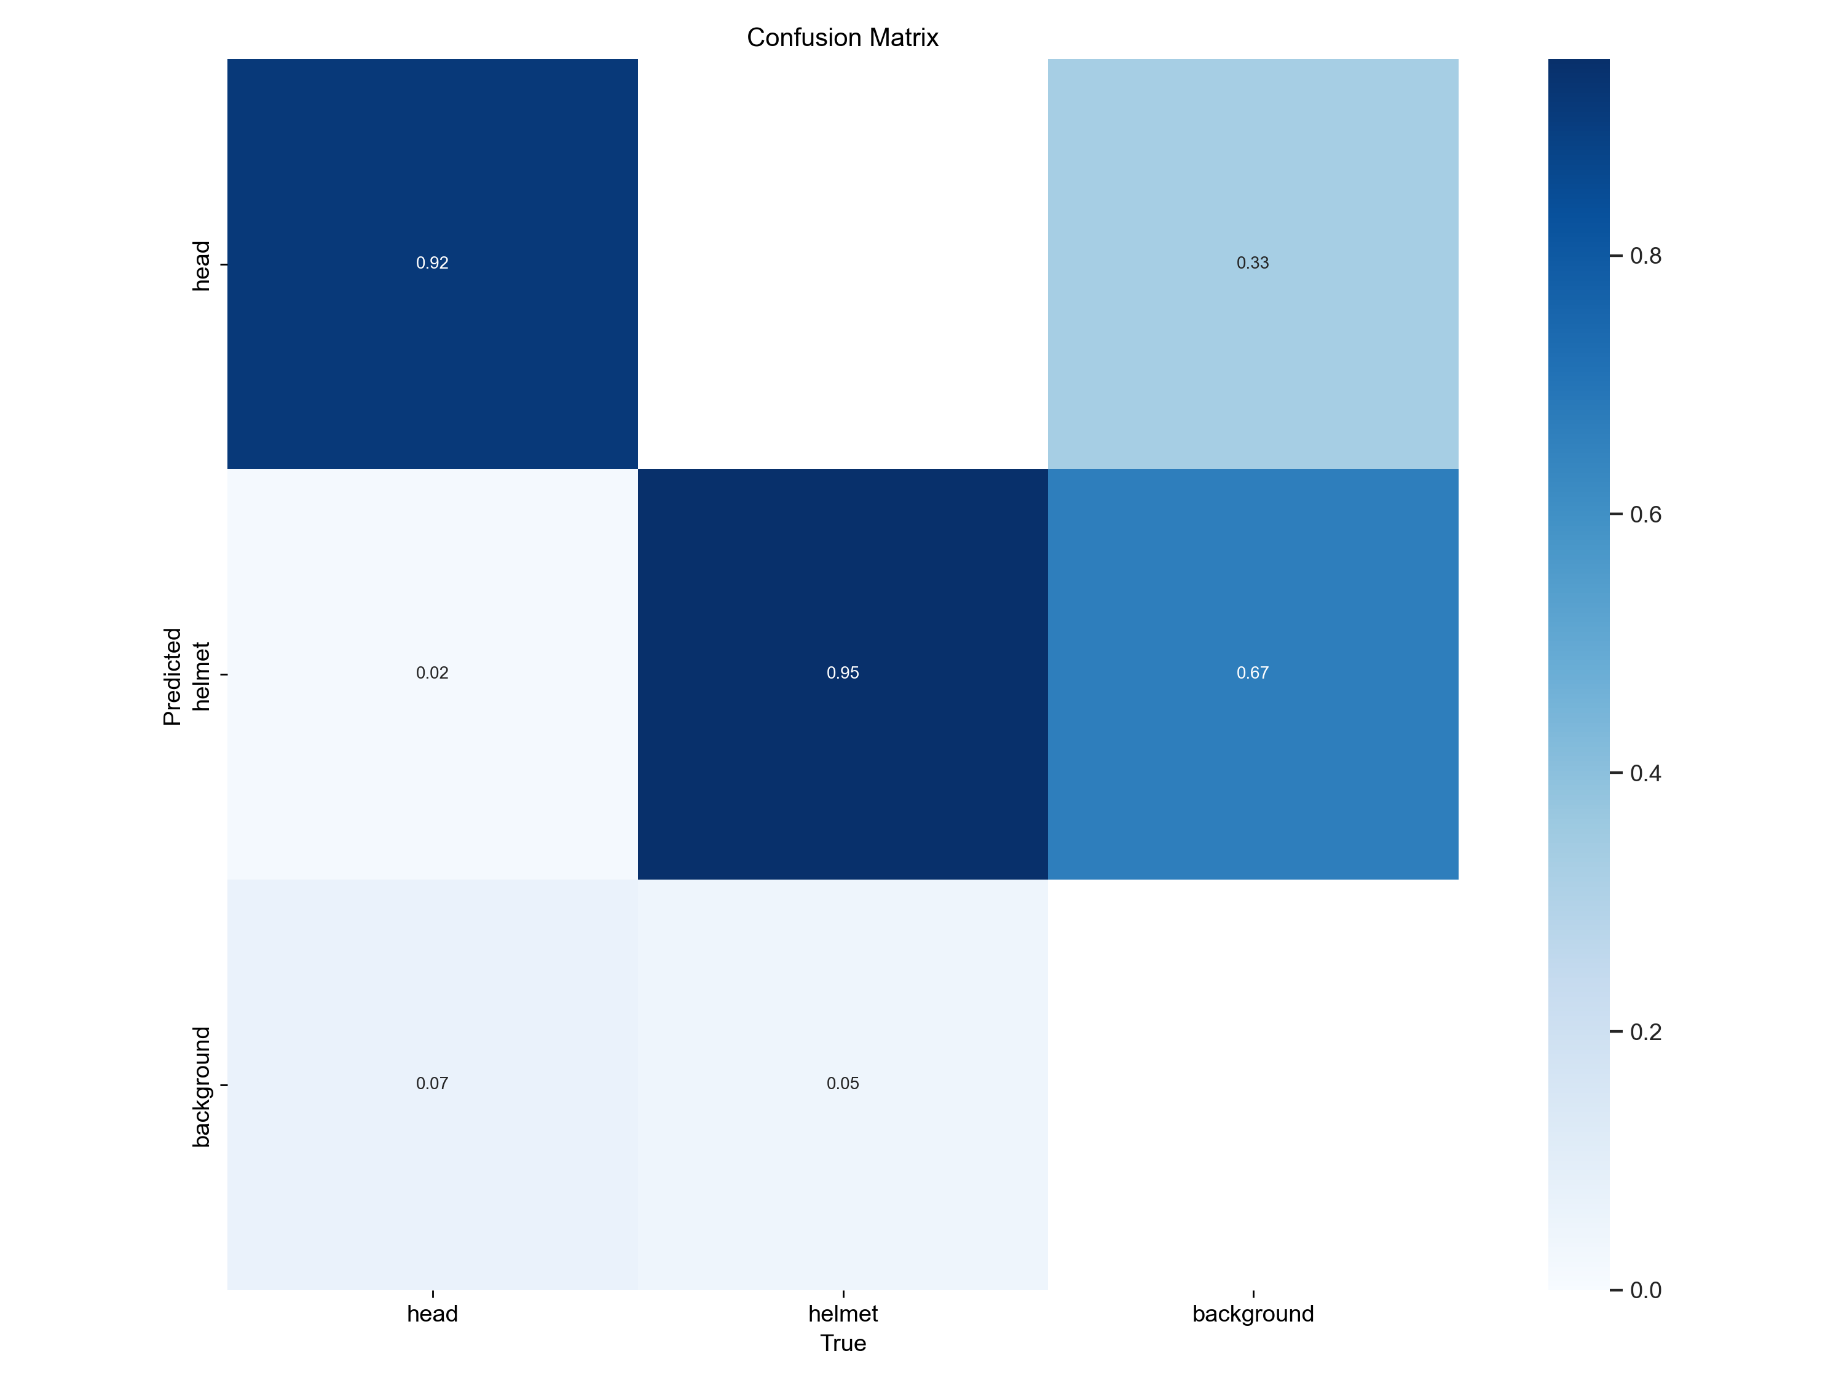 Confusion Matrix
head
0.92
0.33
0.8
0.6
Predicted
helmet
0.02
0.95
0.67
0.4
background
0.07
0.05
0.2
0.0
head
helmet
background
True